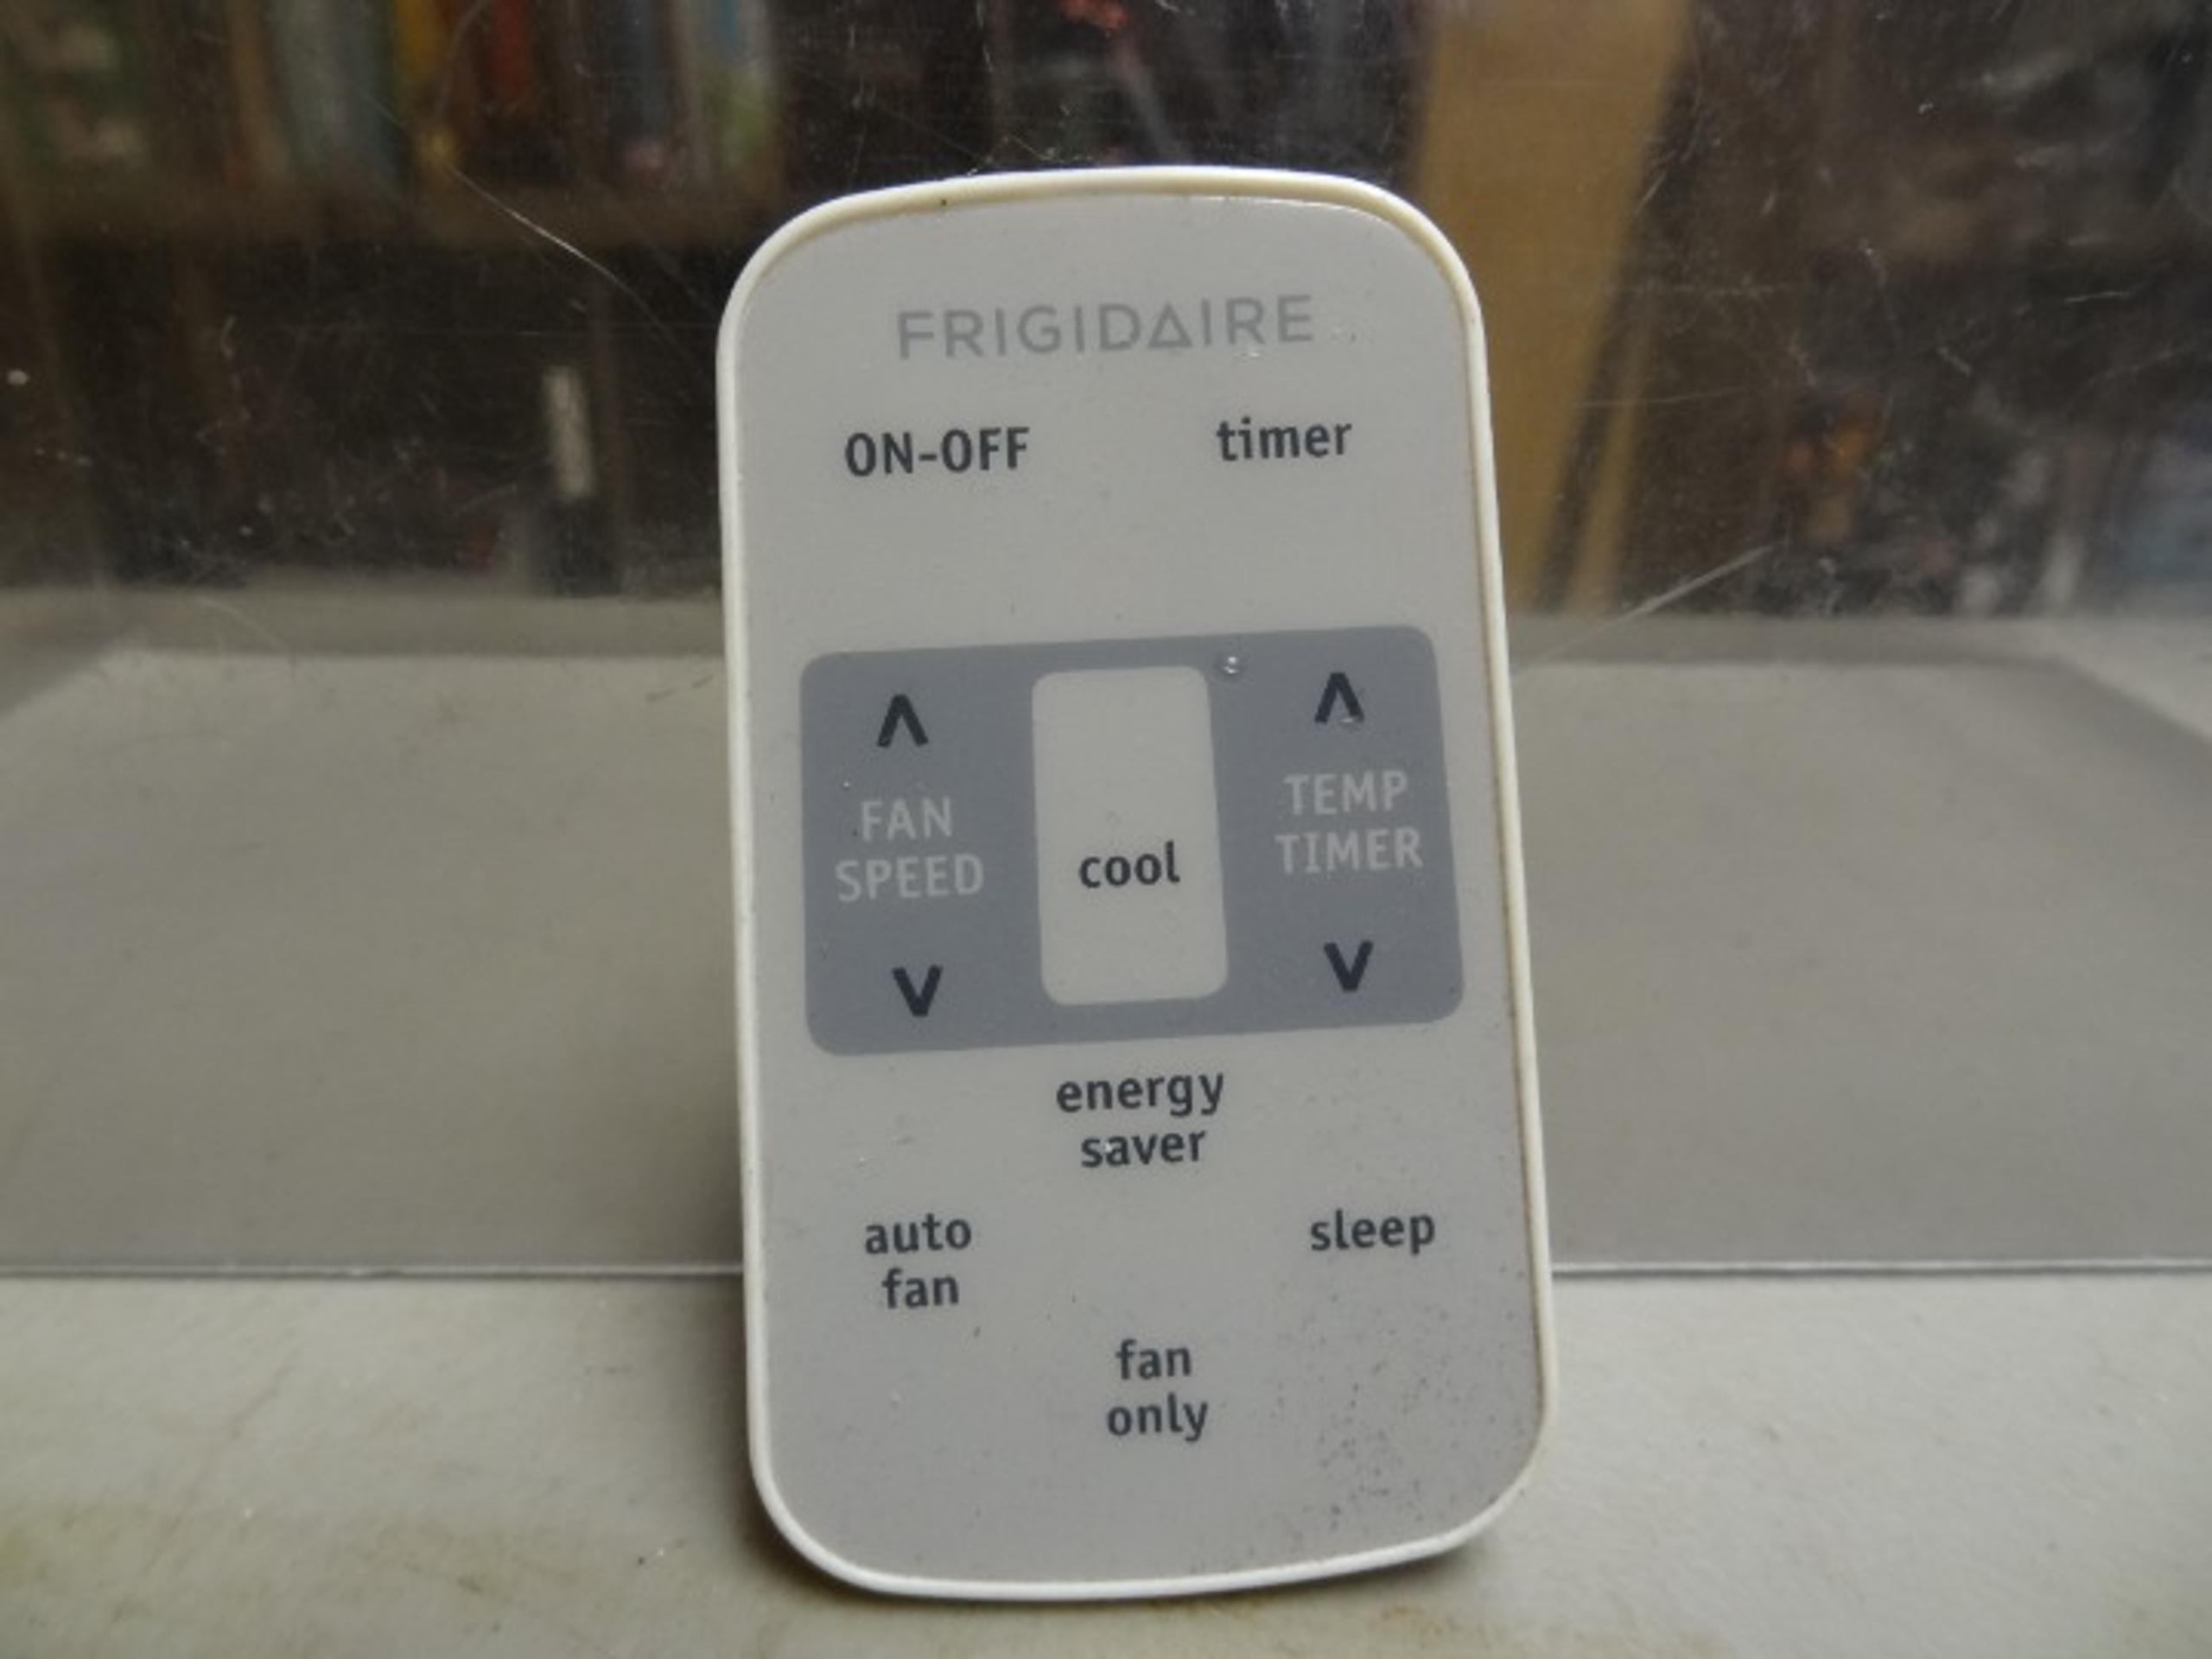 FRIGIDAIRE
ON-OFF timer
FAN
SPEED
cool
TEMP
TIMER
energy
saver
auto
fan
sleep
fan
only